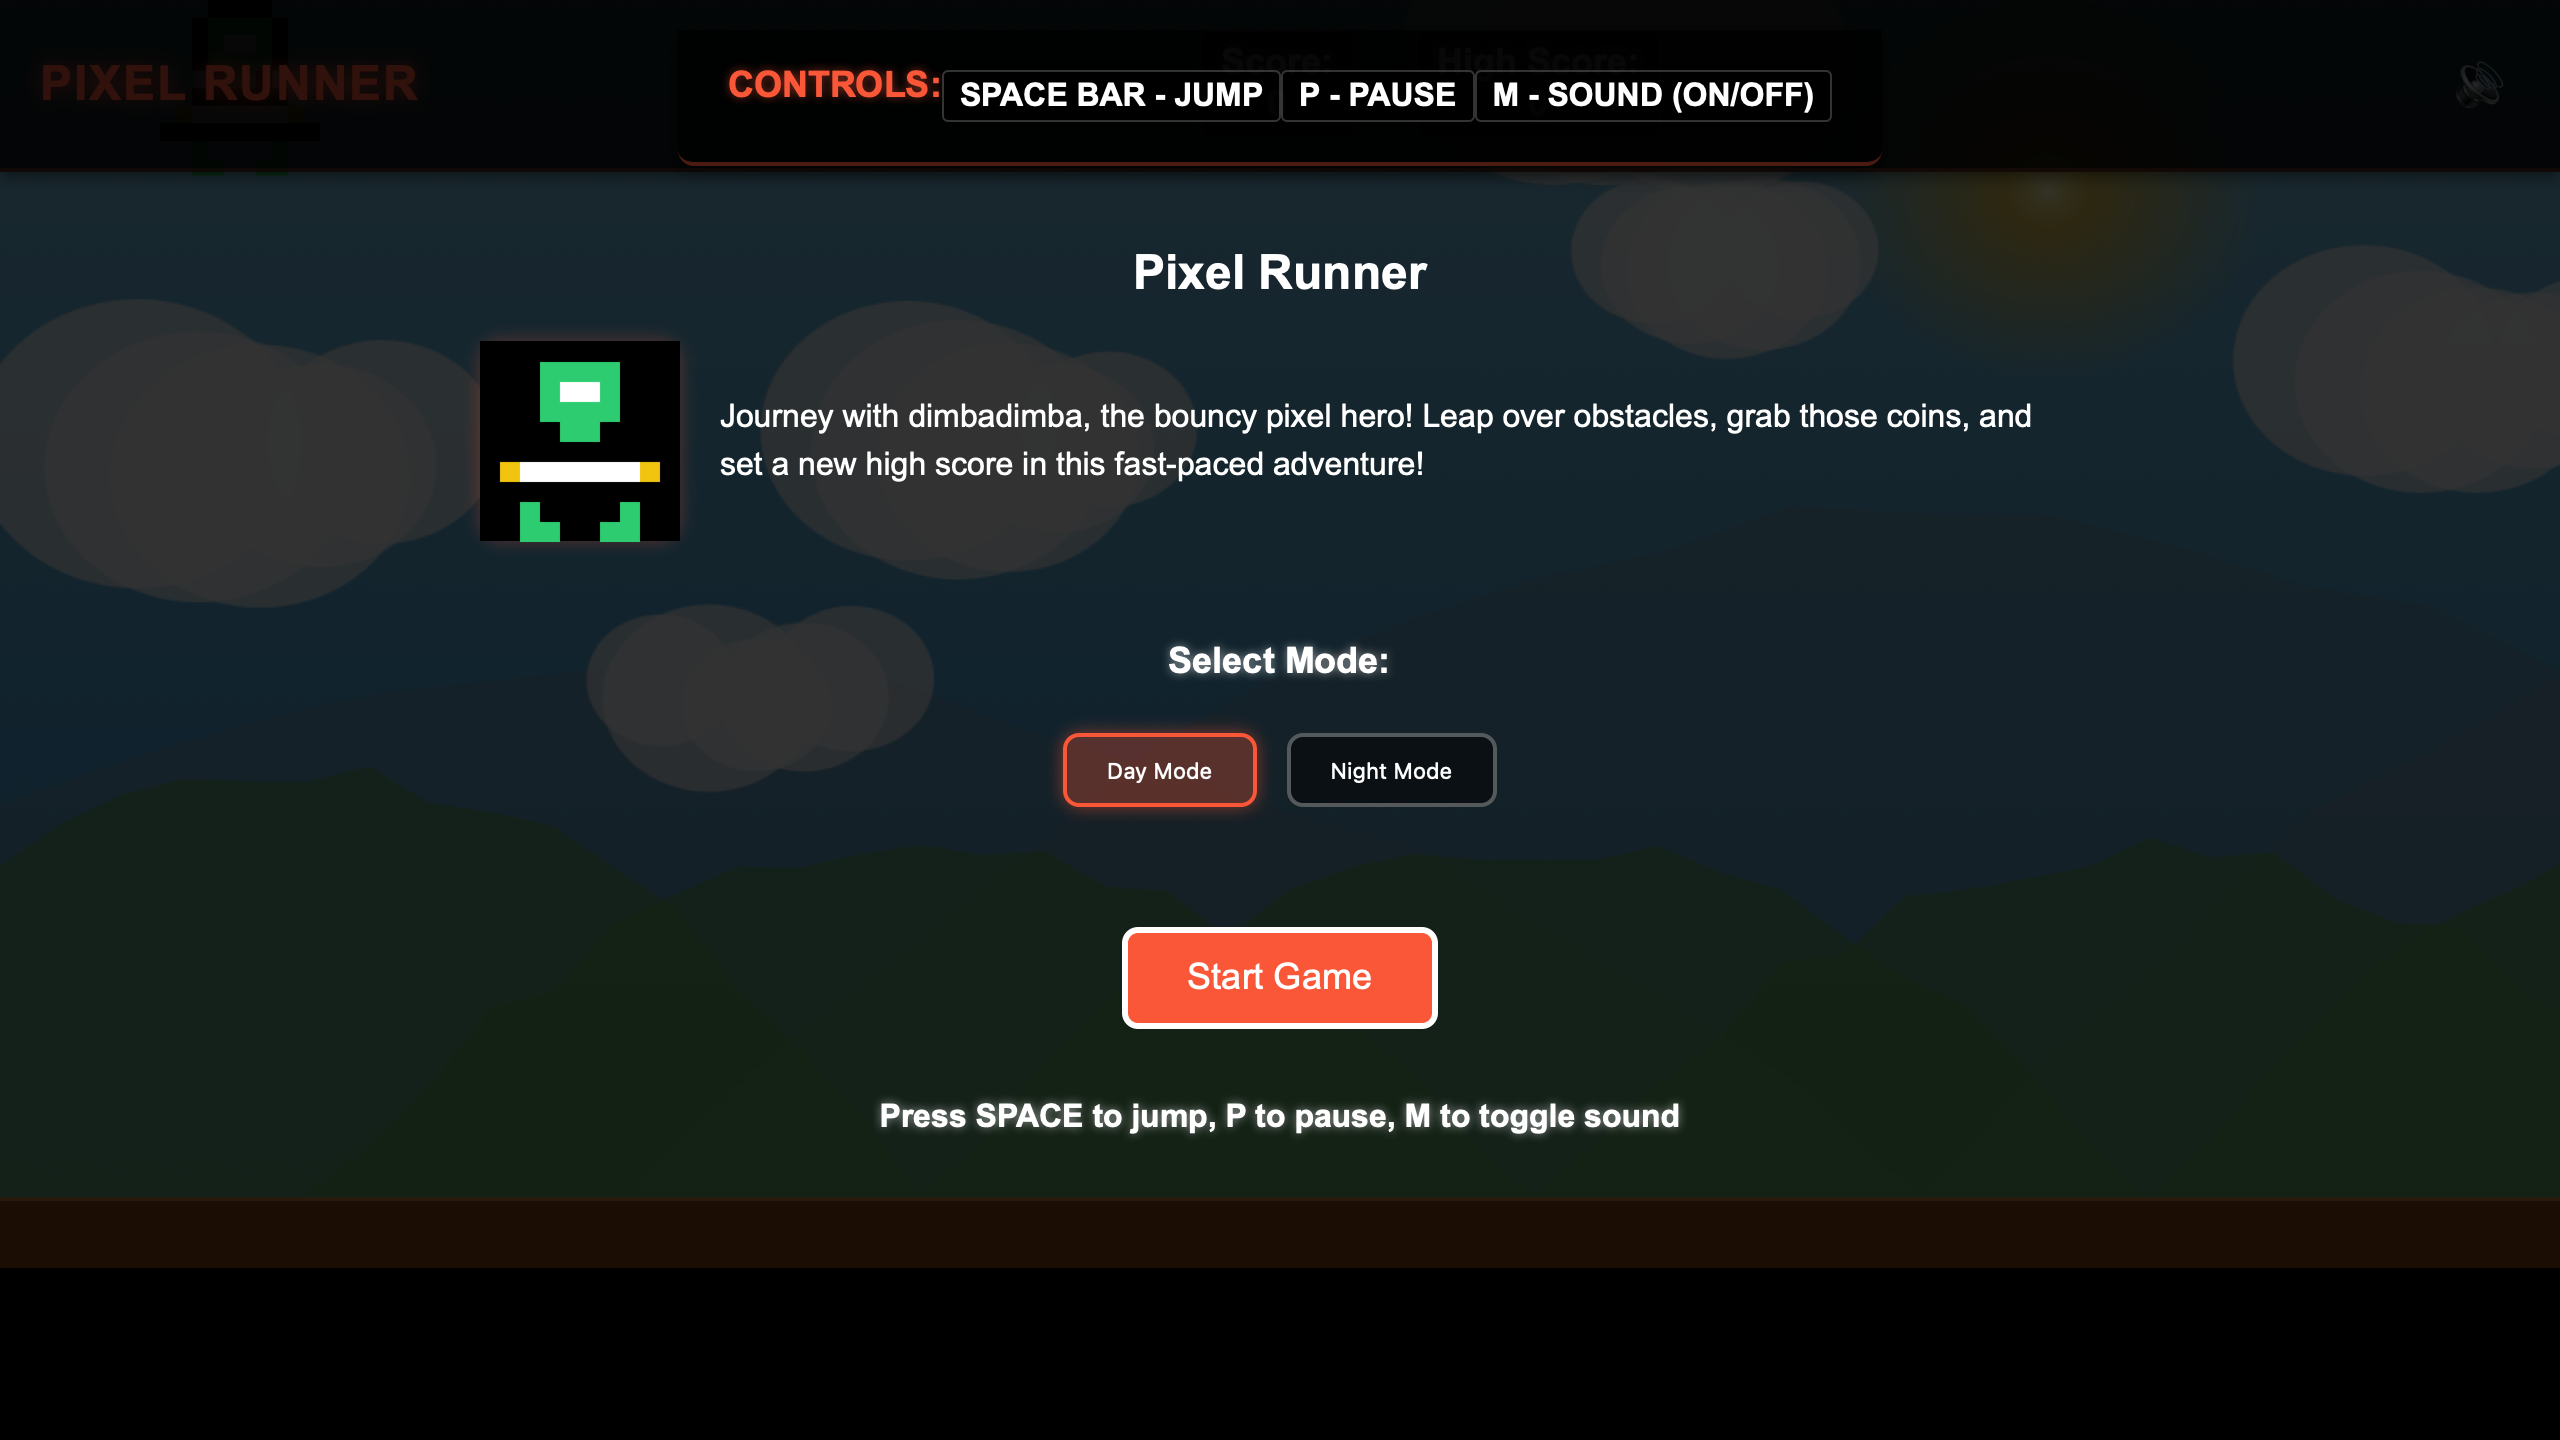 PIXEL RUNNER
Score:
High Score:
CONTROLS:
SPACE BAR - JUMP
P - PAUSE
M - SOUND (ON/OFF)
Pixel Runner
Journey with dimbadimba, the bouncy pixel hero! Leap over obstacles, grab those coins, and
set a new high score in this fast-paced adventure!
Select Mode:
Day Mode
Night Mode
Start Game
Press SPACE to jump, P to pause, M to toggle sound